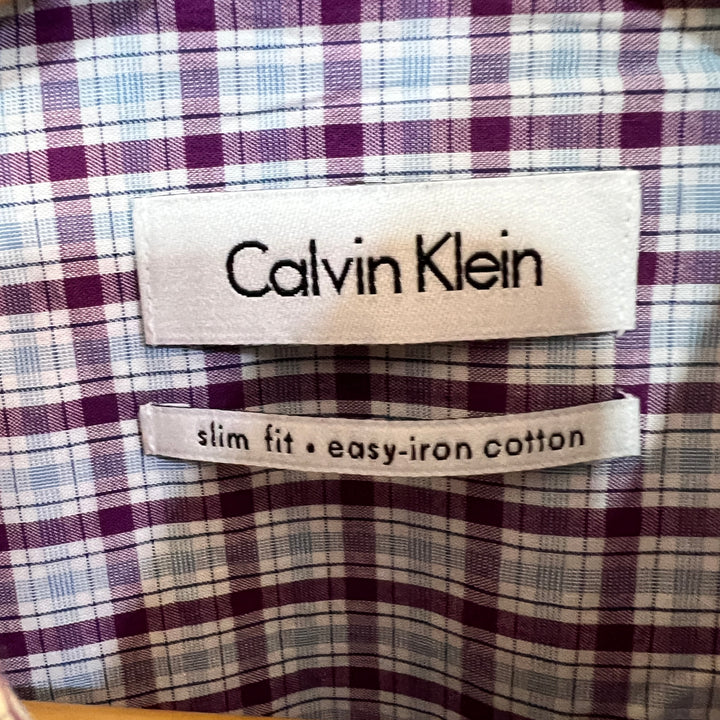 Calvin Klein
slim fit • easy-iron cotton